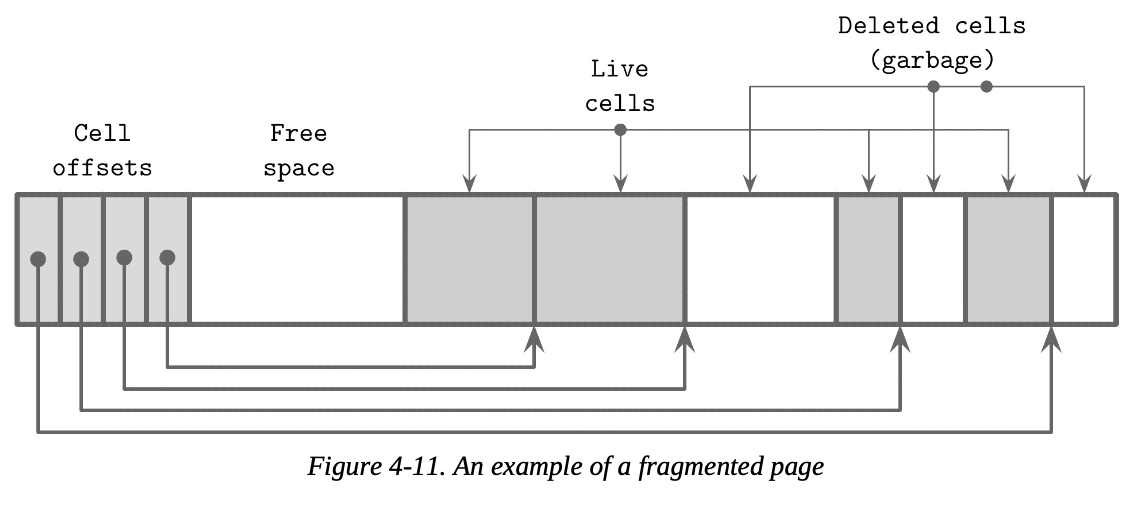 Deleted cells
(garbage)
Live
cells
Cell
offsets
Free
space
Figure 4-11. An example of a fragmented page